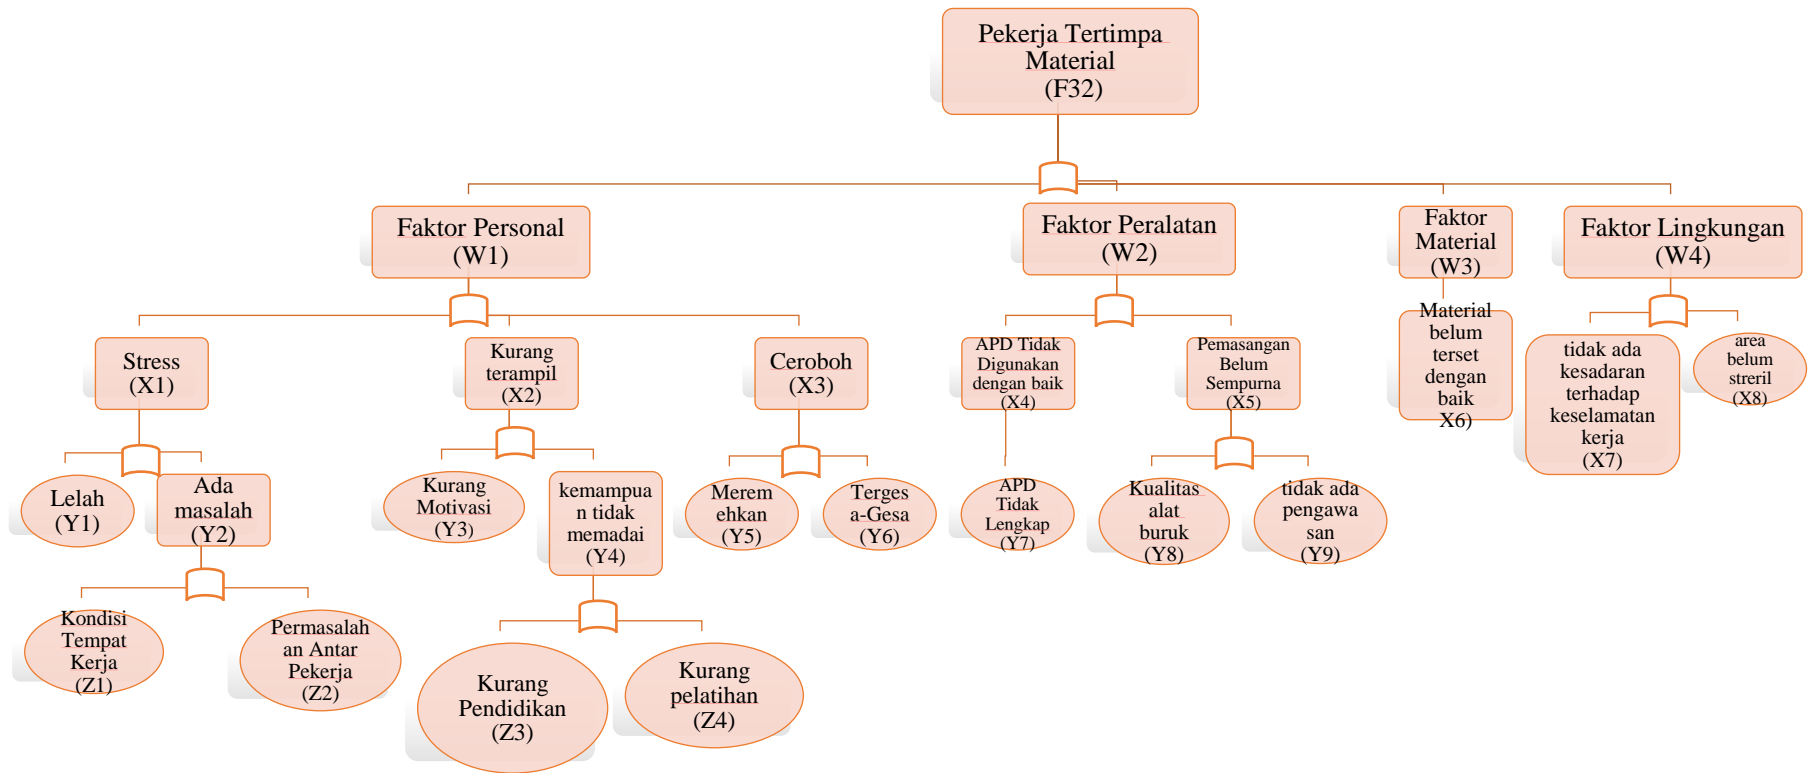 Pekerja Tertimpa
Material
(F32)
Faktor Personal
(W1)
Faktor Peralatan
(W2)
Faktor
Material
(W3)
Faktor Lingkungan
(W4)
Stress
(X1)
Kurang
terampil
(X2)
Ceroboh
(X3)
APD Tidak
Digunakan
dengan baik
(X4)
Pemasangan
Belum
Sempurna
(X5)
Material
belum
terset
dengan
baik
X6)
tidak ada
kesadaran
terhadap
keselamatan
kerja
(X7)
area
belum
streril
(X8)
Lelah
(Y1)
Ada
masalah
(Y2)
Kurang
Motivasi
(Y3)
kemampua
n tidak
memadai
(Y4)
Merem
ehkan
(Y5)
Terges
a-Gesa
(Y6)
APD
Tidak
Lengkap
(Y7)
Kualitas
alat
buruk
(Y8)
tidak ada
pengawa
san
(Y9)
Kondisi
Tempat
Kerja
(Z1)
Permasalah
an Antar
Pekerja
(Z2)
Kurang
Pendidikan
(Z3)
Kurang
pelatihan
(Z4)